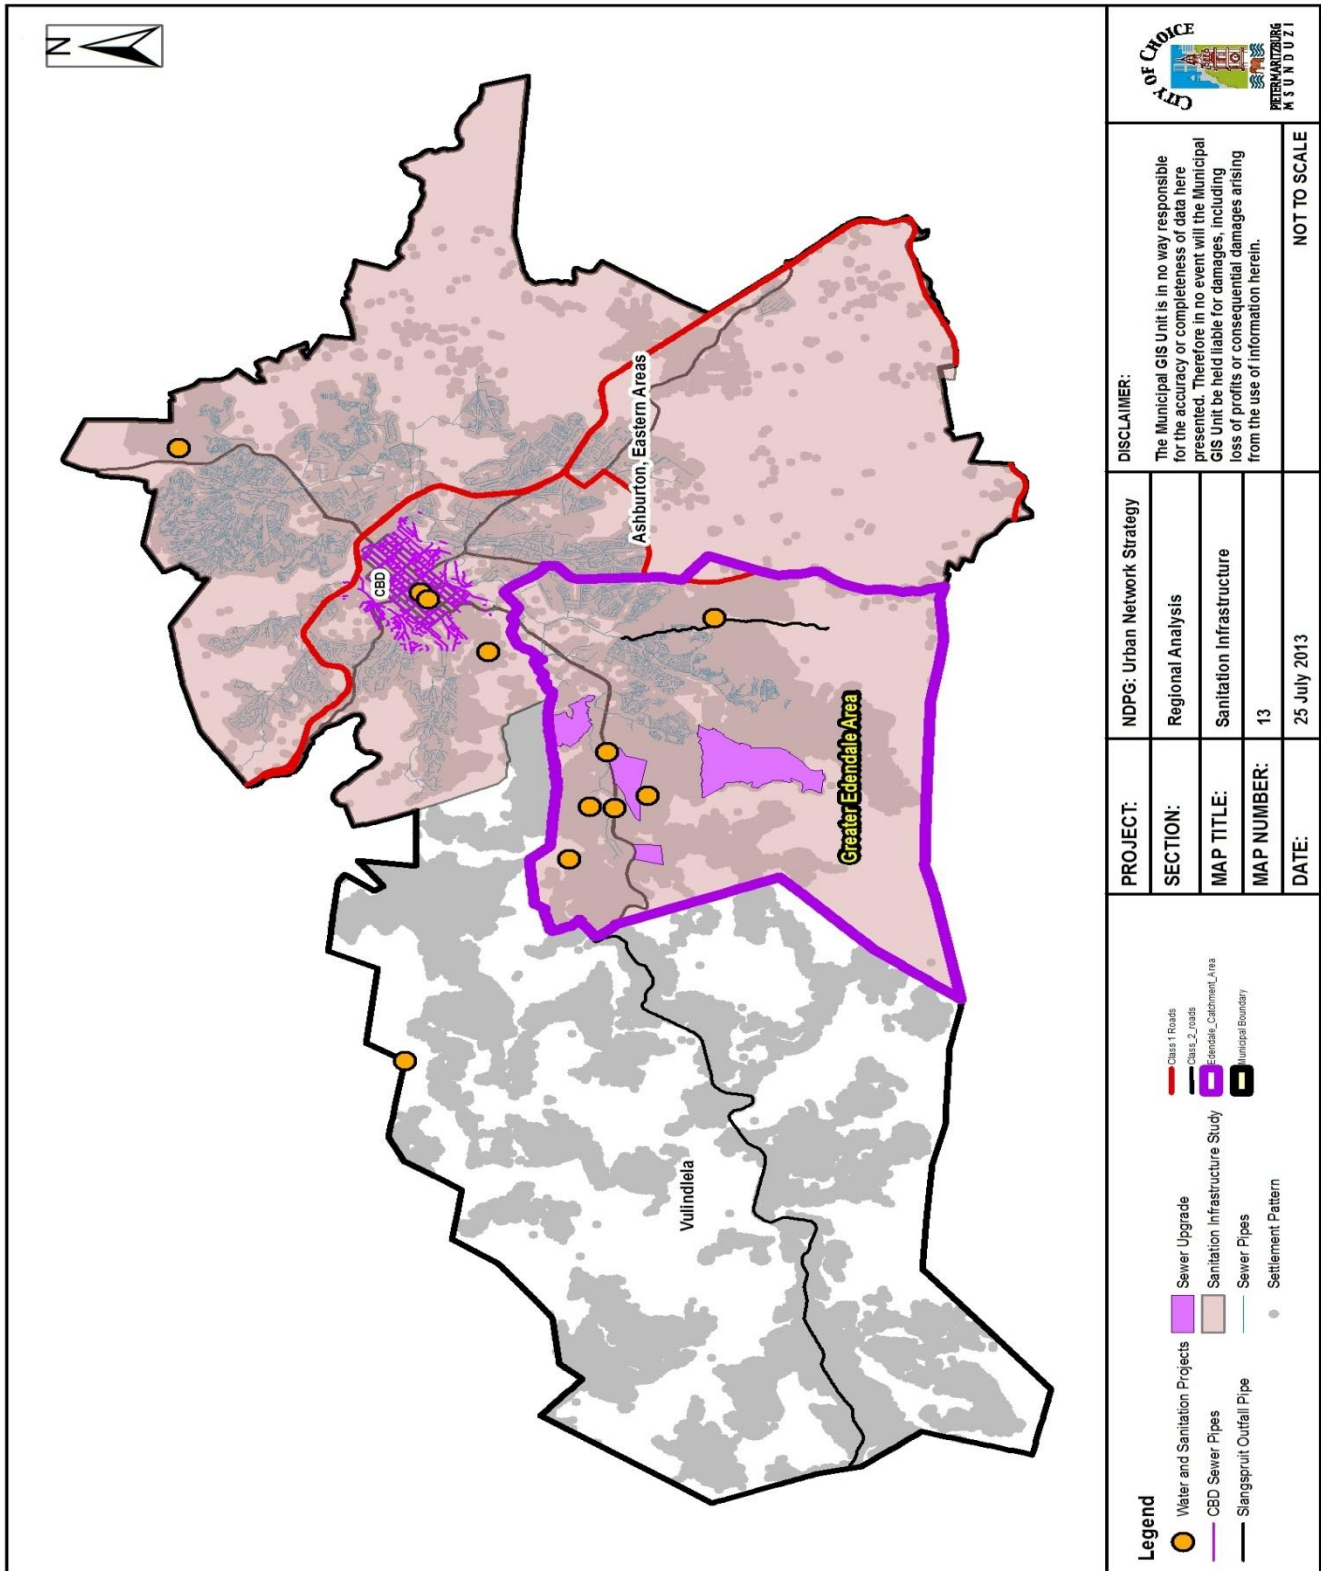 N
CBD
Ashburton, Eastern Areas
Greater Edendale Area
Vulindlela
Legend
Water and Sanitation Projects
CBD Sewer Pipes
Slangspruit Outfall Pipe
Sewer Upgrade
Sanitation Infrastructure Study
Sewer Pipes
Settlement Pattern
Class 1 Roads
Class_2_roads
Edendale_Catchment_Area
Municipal Boundary
PROJECT:
NDPG: Urban Network Strategy
SECTION:
Regional Analysis
MAP TITLE:
Sanitation Infrastructure
MAP NUMBER:
13
DATE:
25 July 2013
DISCLAIMER:
The Municipal GIS Unit is in no way responsible
for the accuracy or completeness of data here
presented. Therefore in no event will the Municipal
GIS Unit be held liable for damages, including
loss of profits or consequential damages arising
from the use of information herein.
NOT TO SCALE
CITY OF CHOICE
PIETERMARITZBURG
MSUNDUZI